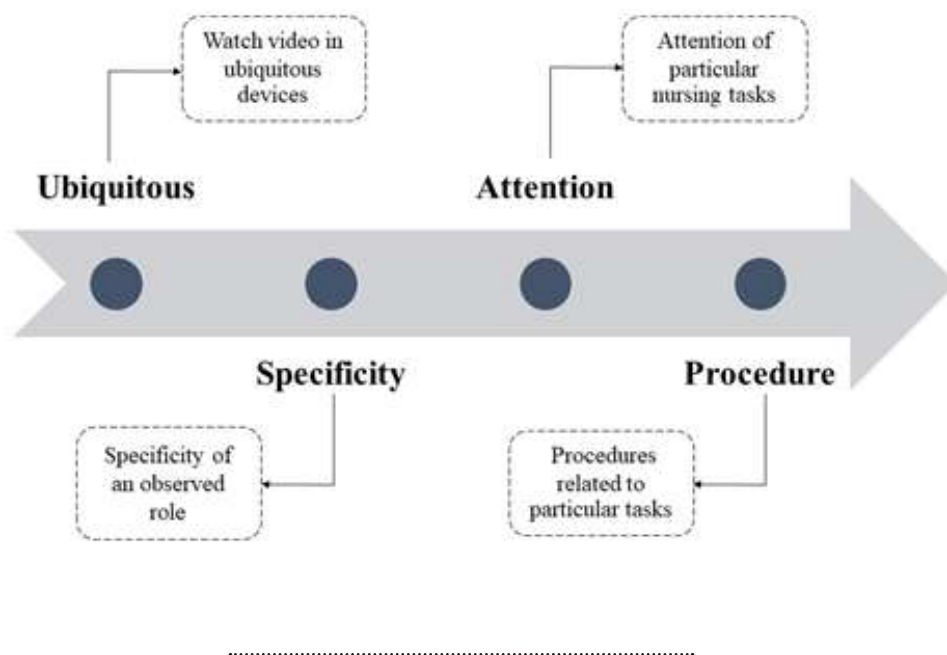 Watch video in
ubiquitous
devices
Attention of
particular
nursing tasks
Ubiquitous
Attention
Specificity
Procedure
Specificity of
an observed
role
Procedures
related to
particular tasks